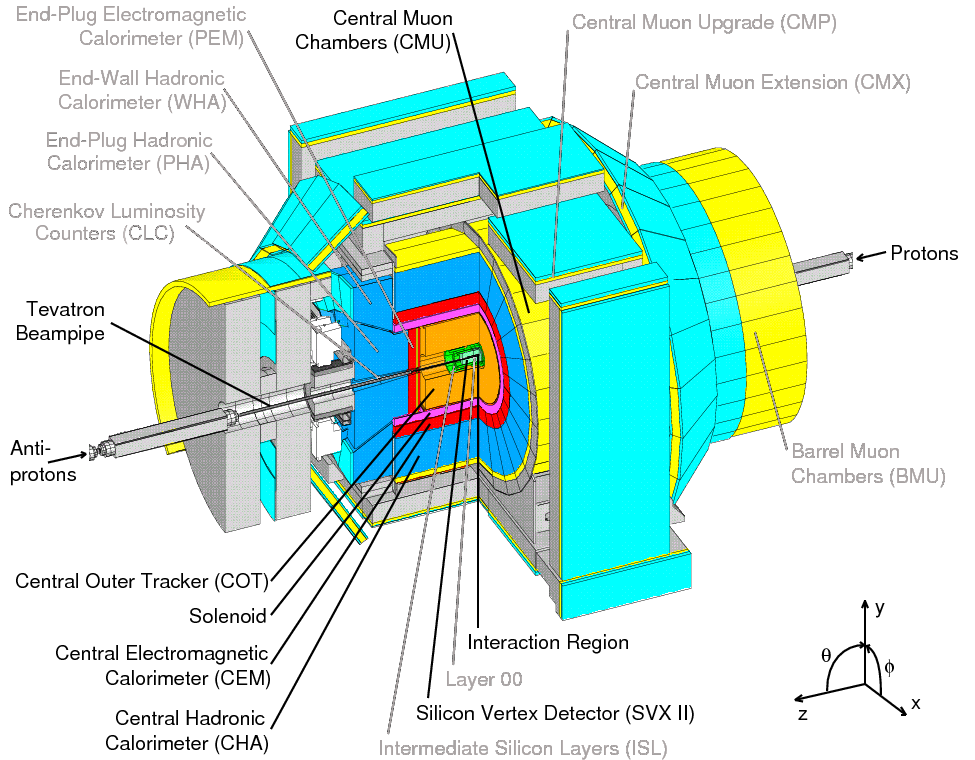 End-Plug Electromagnetic
Calorimeter (PEM)
Central Muon
Chambers (CMU)
Central Muon Upgrade (CMP)
End-Wall Hadronic
Calorimeter (WHA)
Central Muon Extension (CMX)
End-Plug Hadronic
Calorimeter (PHA)
Cherenkov Luminosity
Counters (CLC)
Protons
Tevatron
Beampipe
Anti-
protons
Barrel Muon
Chambers (BMU)
Central Outer Tracker (COT)
Solenoid
Interaction Region
Central Electromagnetic
Calorimeter (CEM)
Layer 00
Central Hadronic
Calorimeter (CHA)
Silicon Vertex Detector (SVX II)
Intermediate Silicon Layers (ISL)
y
θ
ϕ
z
x